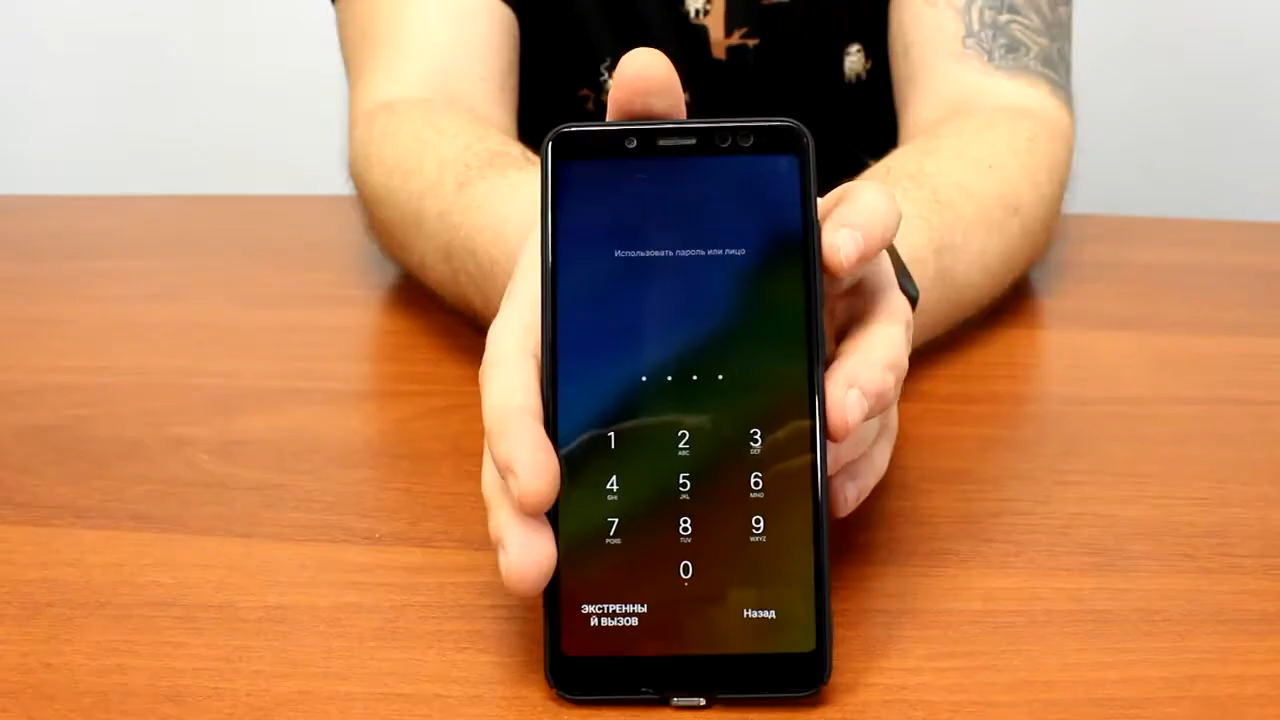 Использовать пароль или лицо
1 2 3
ABC DEF
4 5 6
GHI JKL MNO
7 8 9
PQRS TUV WXYZ
0
ЭКСТРЕННЫ
Й ВЫЗОВ
Назад